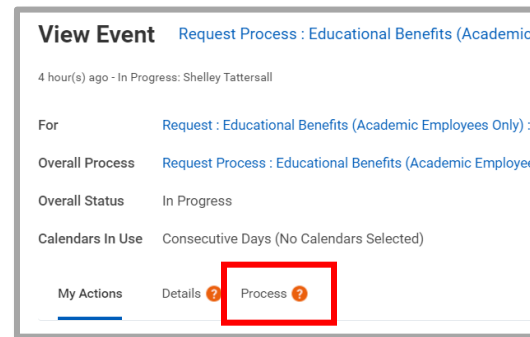 View Event Request Process : Educational Benefits (Academic
4 hour(s) ago - In Progress: Shelley Tattersall
For Request : Educational Benefits (Academic Employees Only) :
Overall Process Request Process : Educational Benefits (Academic Employee
Overall Status In Progress
Calendars In Use Consecutive Days (No Calendars Selected)
My Actions Details ? Process ?